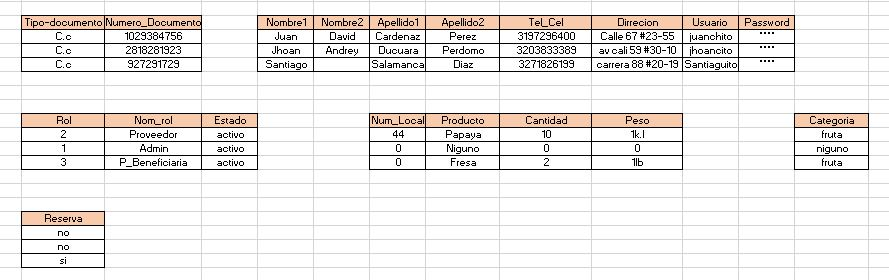 Tipo-documento Numero_Documento Nombre1 Nombre2 Apellido1 Apellido2 Tel_Cel Dirrecion Usuario Password
C.c 1029384756 Juan David Cardenaz Perez 3197296400 Calle 67 #23-55 juanchito ****
C.c 2818281923 Jhoan Andrey Ducuara Perdomo 3203833389 av cali 59 #30-10 jhoancito ****
C.c 927291729 Santiago Salamanca Diaz 3271826199 carrera 88 #20-19 Santiaguito ****
Rol Nom_rol Estado Num_Local Producto Cantidad Peso Categoria
2 Proveedor activo 44 Papaya 10 1k.l fruta
1 Admin activo 0 Niguno 0 0 niguno
3 P_Beneficiaria activo 0 Fresa 2 1lb fruta
Reserva
no
no
si